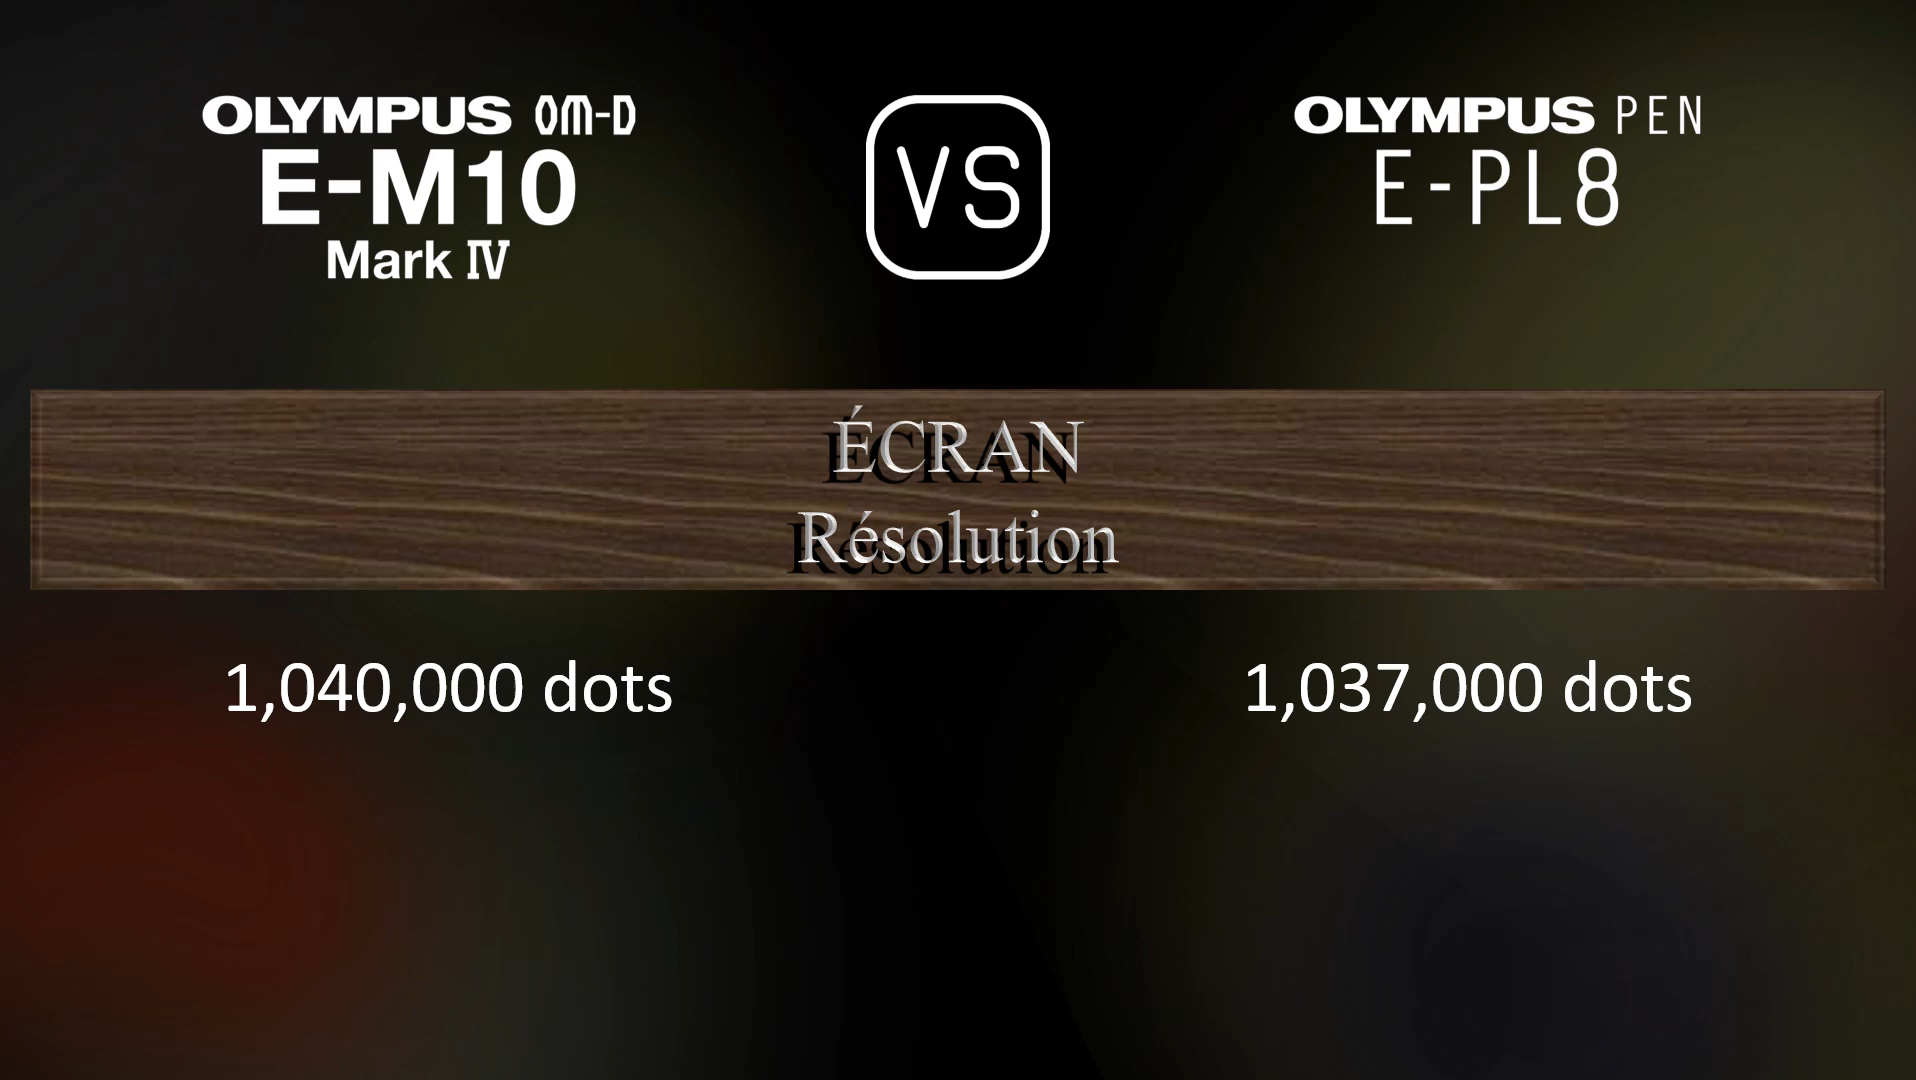 OLYMPUS OM-D
E-M10
Mark IV
VS
OLYMPUS PEN
E-PL8
ÉCRAN
Résolution
1,040,000 dots
1,037,000 dots